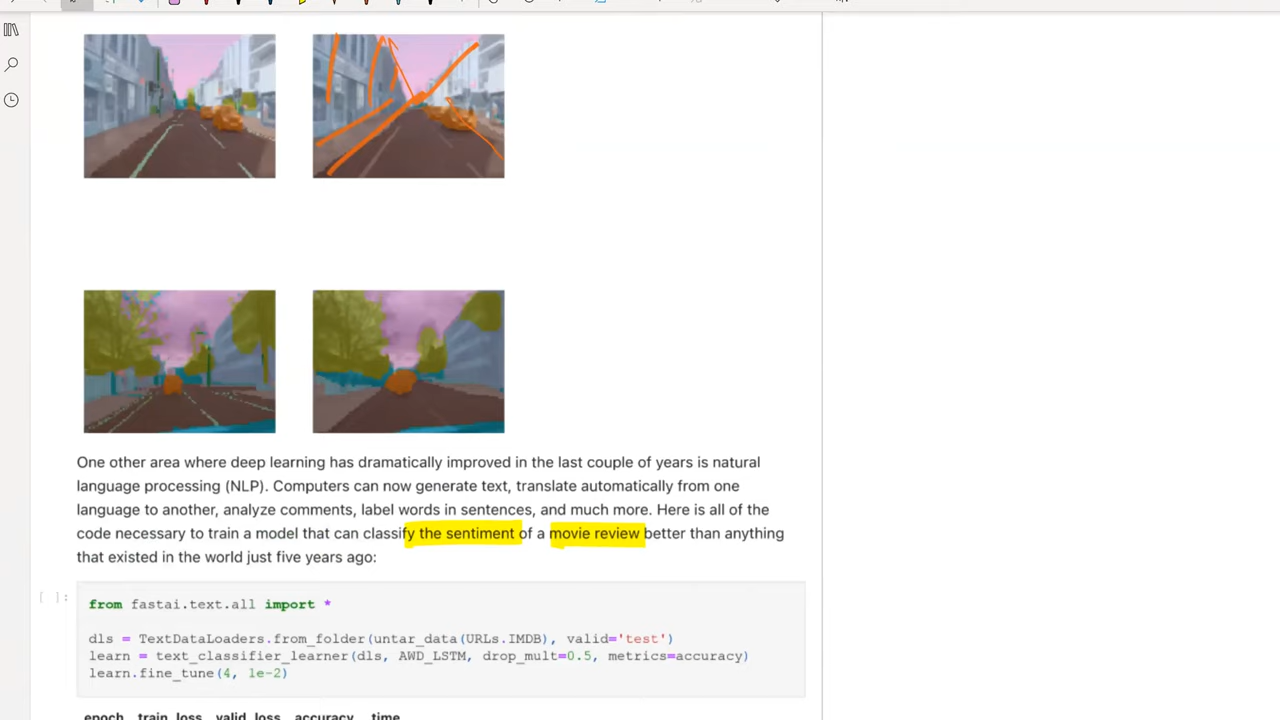 One other area where deep learning has dramatically improved in the last couple of years is natural
language processing (NLP). Computers can now generate text, translate automatically from one
language to another, analyze comments, label words in sentences, and much more. Here is all of the
code necessary to train a model that can classify the sentiment of a movie review better than anything
that existed in the world just five years ago:
[ ]:
from fastai.text.all import *
dls = TextDataLoaders.from_folder(untar_data(URLs.IMDB), valid='test')
learn = text_classifier_learner(dls, AWD_LSTM, drop_mult=0.5, metrics=accuracy)
learn.fine_tune(4, 1e-2)
epoch train_loss valid_loss accuracy time